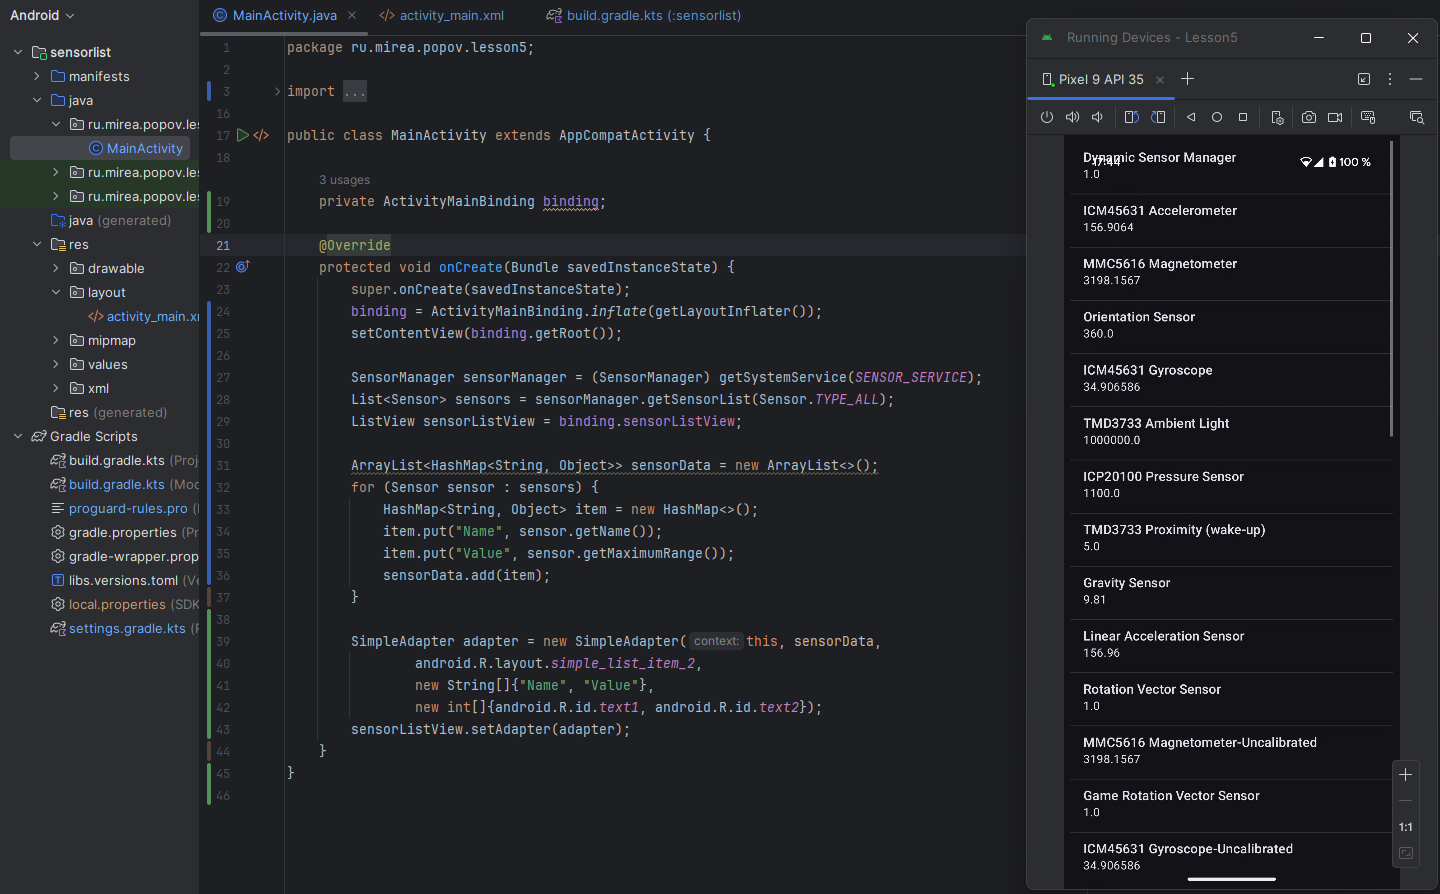 Android
MainActivity.java
activity_main.xml
build.gradle.kts (:sensorlist)
sensorlist
manifests
java
ru.mirea.popov.les
MainActivity
ru.mirea.popov.les
ru.mirea.popov.les
java (generated)
res
drawable
layout
activity_main.xm
mipmap
values
xml
res (generated)
Gradle Scripts
build.gradle.kts (Proj
build.gradle.kts (Mod
proguard-rules.pro (
gradle.properties (Pr
gradle-wrapper.prop
libs.versions.toml (Ve
local.properties (SDK
settings.gradle.kts (P
1 package ru.mirea.popov.lesson5;
2
3 import ...
16
17 public class MainActivity extends AppCompatActivity {
18
3 usages
19 private ActivityMainBinding binding;
20
21 @Override
22 protected void onCreate(Bundle savedInstanceState) {
23 super.onCreate(savedInstanceState);
24 binding = ActivityMainBinding.inflate(getLayoutInflater());
25 setContentView(binding.getRoot());
26
27 SensorManager sensorManager = (SensorManager) getSystemService(SENSOR_SERVICE);
28 List<Sensor> sensors = sensorManager.getSensorList(Sensor.TYPE_ALL);
29 ListView sensorListView = binding.sensorListView;
30
31 ArrayList<HashMap<String, Object>> sensorData = new ArrayList<>();
32 for (Sensor sensor : sensors) {
33 HashMap<String, Object> item = new HashMap<>();
34 item.put("Name", sensor.getName());
35 item.put("Value", sensor.getMaximumRange());
36 sensorData.add(item);
37 }
38
39 SimpleAdapter adapter = new SimpleAdapter( context: this, sensorData,
40 android.R.layout.simple_list_item_2,
41 new String[]{"Name", "Value"},
42 new int[]{android.R.id.text1, android.R.id.text2});
43 sensorListView.setAdapter(adapter);
44 }
45 }
46
Running Devices - Lesson5
Pixel 9 API 35
17:44
100 %
Dynamic Sensor Manager
1.0
ICM45631 Accelerometer
156.9064
MMC5616 Magnetometer
3198.1567
Orientation Sensor
360.0
ICM45631 Gyroscope
34.906586
TMD3733 Ambient Light
1000000.0
ICP20100 Pressure Sensor
1100.0
TMD3733 Proximity (wake-up)
5.0
Gravity Sensor
9.81
Linear Acceleration Sensor
156.96
Rotation Vector Sensor
1.0
MMC5616 Magnetometer-Uncalibrated
3198.1567
Game Rotation Vector Sensor
1.0
ICM45631 Gyroscope-Uncalibrated
34.906586
1:1